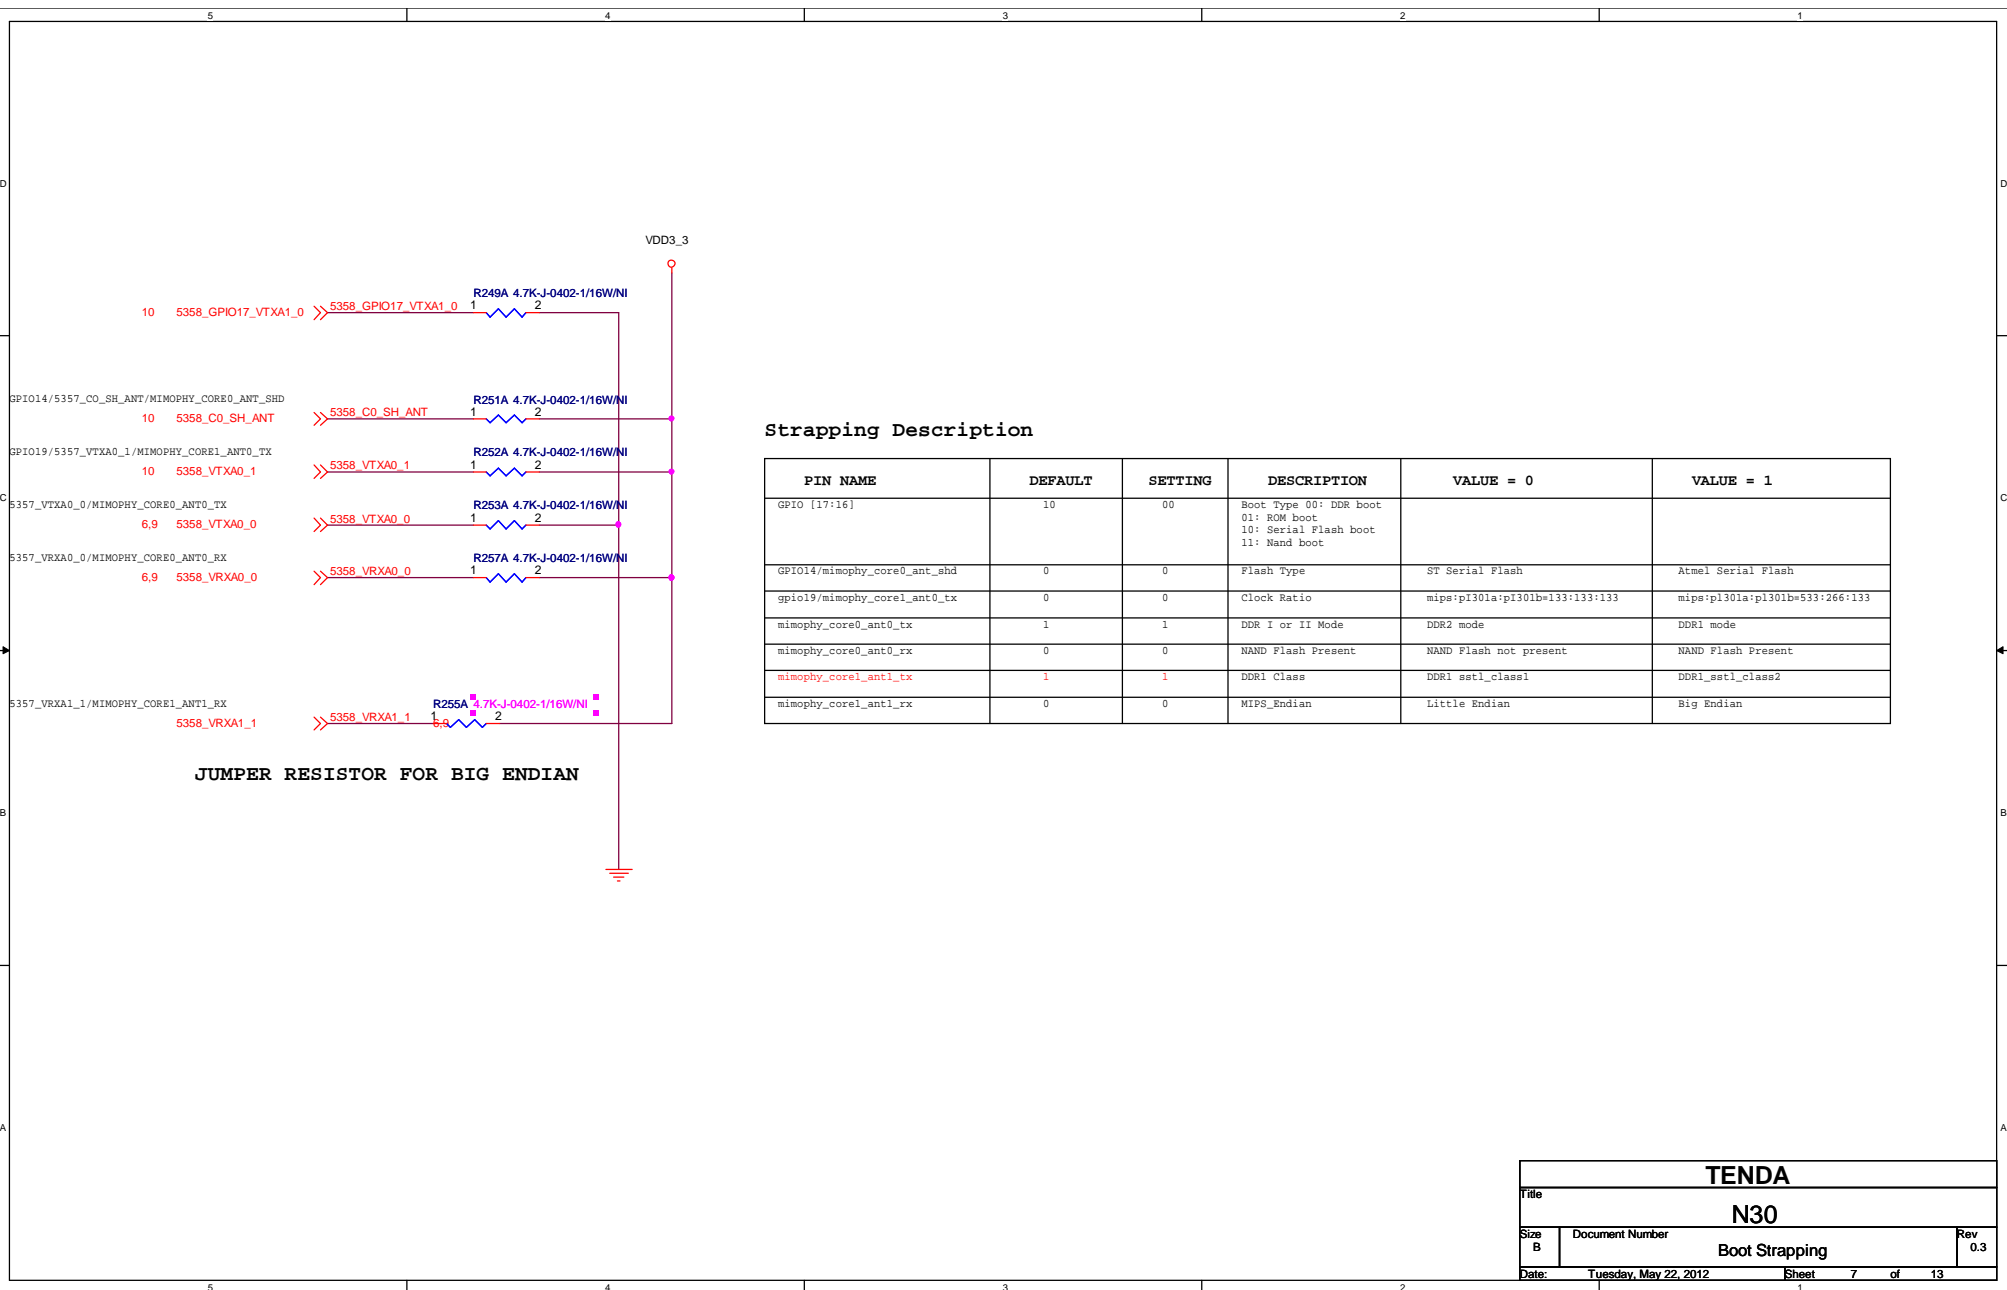 5 4 3 2 1
D D
VDD3_3
R249A 4.7K-J-0402-1/16W/NI
10 5358_GPIO17_VTXA1_0 5358_GPIO17_VTXA1_0 1 2
GPIO14/5357_CO_SH_ANT/MIMOPHY_CORE0_ANT_SHD
R251A 4.7K-J-0402-1/16W/NI
10 5358_C0_SH_ANT 5358_C0_SH_ANT 1 2
GPIO19/5357_VTXA0_1/MIMOPHY_CORE1_ANT0_TX
R252A 4.7K-J-0402-1/16W/NI
10 5358_VTXA0_1 5358_VTXA0_1 1 2
C C
5357_VTXA0_0/MIMOPHY_CORE0_ANT0_TX
R253A 4.7K-J-0402-1/16W/NI
6,9 5358_VTXA0_0 5358_VTXA0_0 1 2
5357_VRXA0_0/MIMOPHY_CORE0_ANT0_RX
R257A 4.7K-J-0402-1/16W/NI
6,9 5358_VRXA0_0 5358_VRXA0_0 1 2
5357_VRXA1_1/MIMOPHY_CORE1_ANT1_RX
R255A 4.7K-J-0402-1/16W/NI
5358_VRXA1_1 5358_VRXA1_1 1 2
6,9
JUMPER RESISTOR FOR BIG ENDIAN
Strapping Description
PIN NAME DEFAULT SETTING DESCRIPTION VALUE = 0 VALUE = 1
GPIO [17:16] 10 00 Boot Type 00: DDR boot
01: ROM boot
10: Serial Flash boot
11: Nand boot
GPIO14/mimophy_core0_ant_shd 0 0 Flash Type ST Serial Flash Atmel Serial Flash
gpio19/mimophy_core1_ant0_tx 0 0 Clock Ratio mips:pI301a:pI301b=133:133:133 mips:pl301a:pl301b=533:266:133
mimophy_core0_ant0_tx 1 1 DDR I or II Mode DDR2 mode DDR1 mode
mimophy_core0_ant0_rx 0 0 NAND Flash Present NAND Flash not present NAND Flash Present
mimophy_core1_ant1_tx 1 1 DDR1 Class DDR1 sstl_class1 DDR1_sstl_class2
mimophy_core1_ant1_rx 0 0 MIPS_Endian Little Endian Big Endian
B B
A A
TENDA
Title
N30
Size Document Number Rev
B Boot Strapping 0.3
Date: Tuesday, May 22, 2012 Sheet 7 of 13
5 4 3 2 1